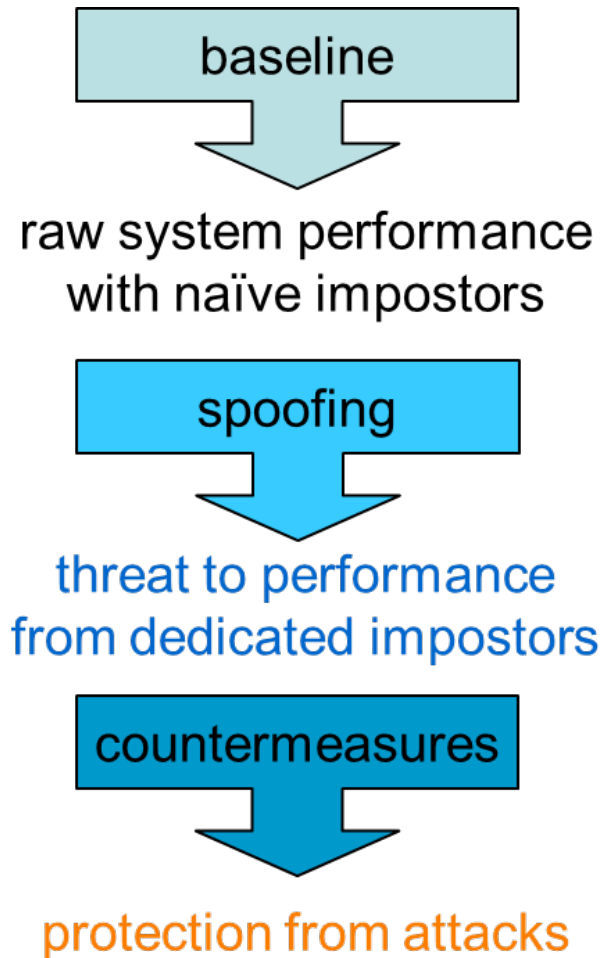 baseline
raw system performance
with naïve impostors
spoofing
threat to performance
from dedicated impostors
countermeasures
protection from attacks